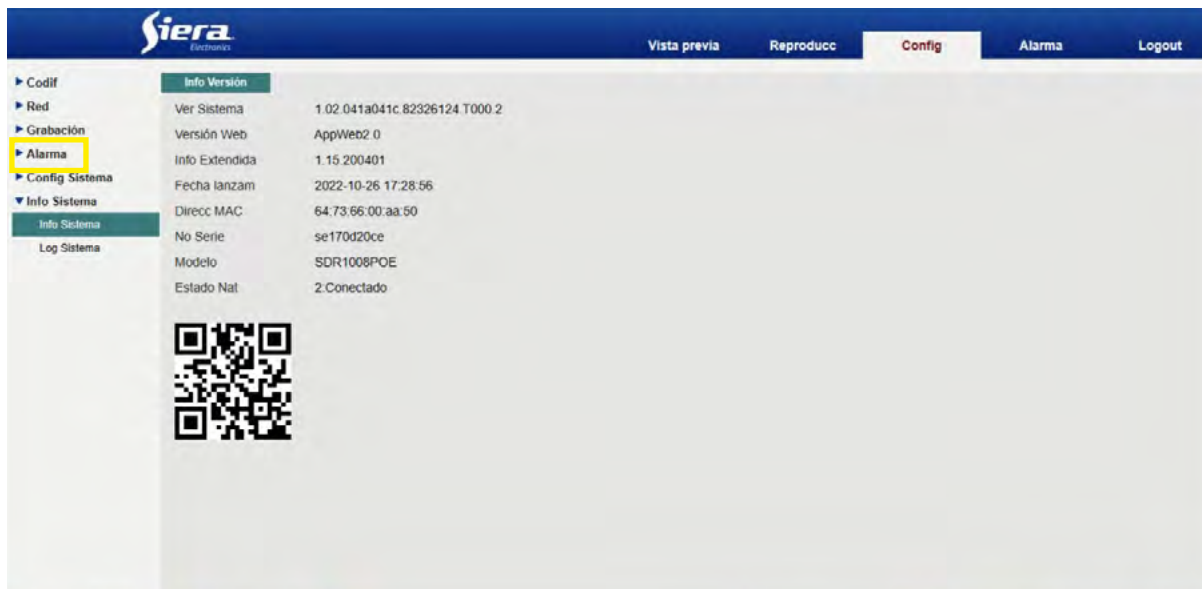 Siera
Electronics
Vista previa Reproducc Config Alarma Logout
Codif
Red
Grabación
Alarma
Config Sistema
Info Sistema
Info Sistema
Log Sistema
Info Versión
Ver Sistema 1.02.041a041c.82326124.T000.2
Versión Web AppWeb2.0
Info Extendida 1.15.200401
Fecha lanzam 2022-10-26 17:28:56
Direcc MAC 64:73:66:00:aa:50
No Serie se170d20ce
Modelo SDR1008POE
Estado Nat 2:Conectado